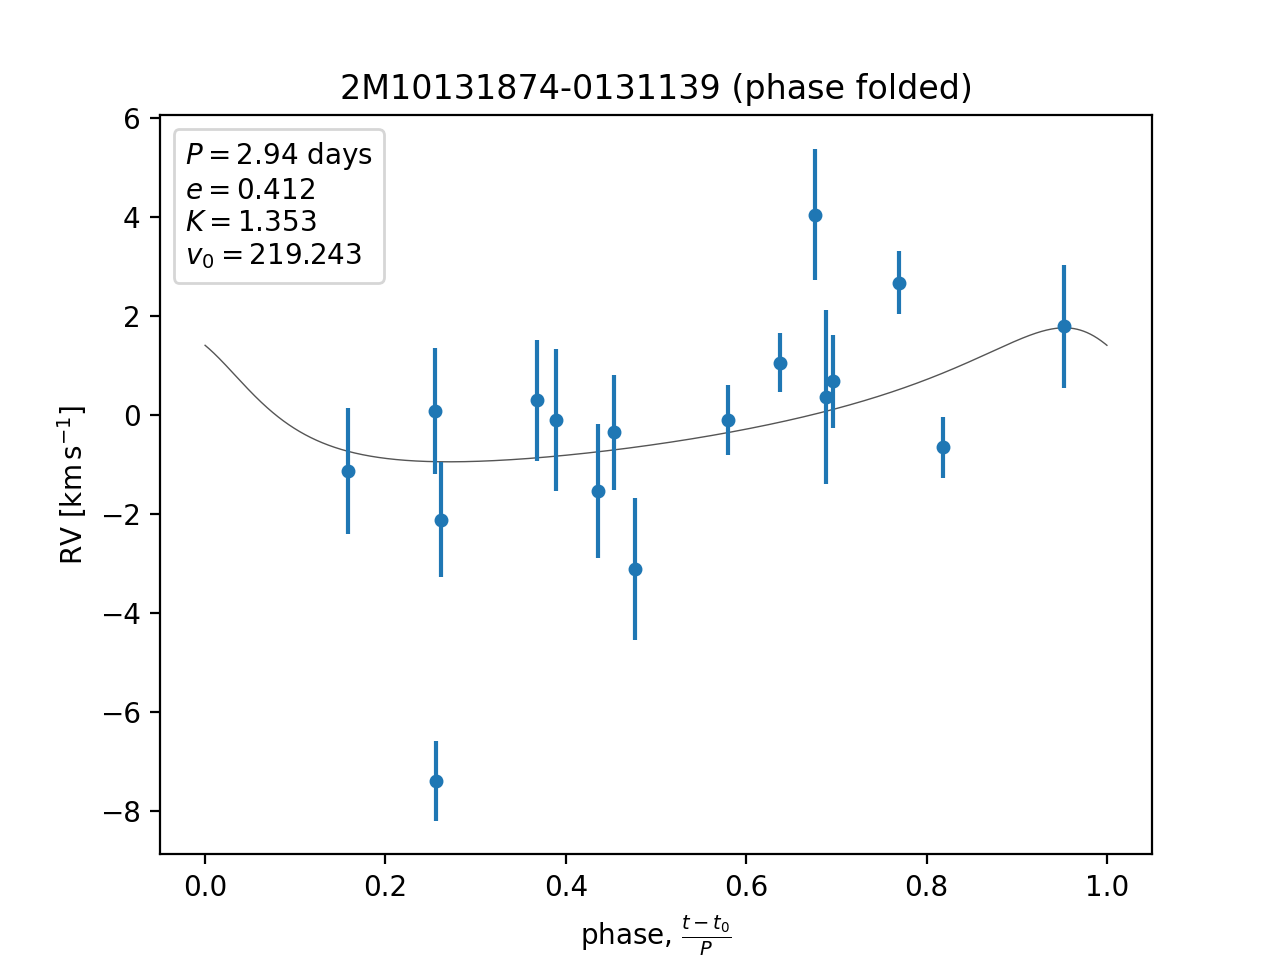 2M10131874-0131139 (phase folded)
P = 2.94 days
e = 0.412
K = 1.353
v₀ = 219.243
6
4
2
0
−2
−4
−6
−8
RV [km s⁻¹]
0.0 0.2 0.4 0.6 0.8 1.0
phase, (t − t₀)/P